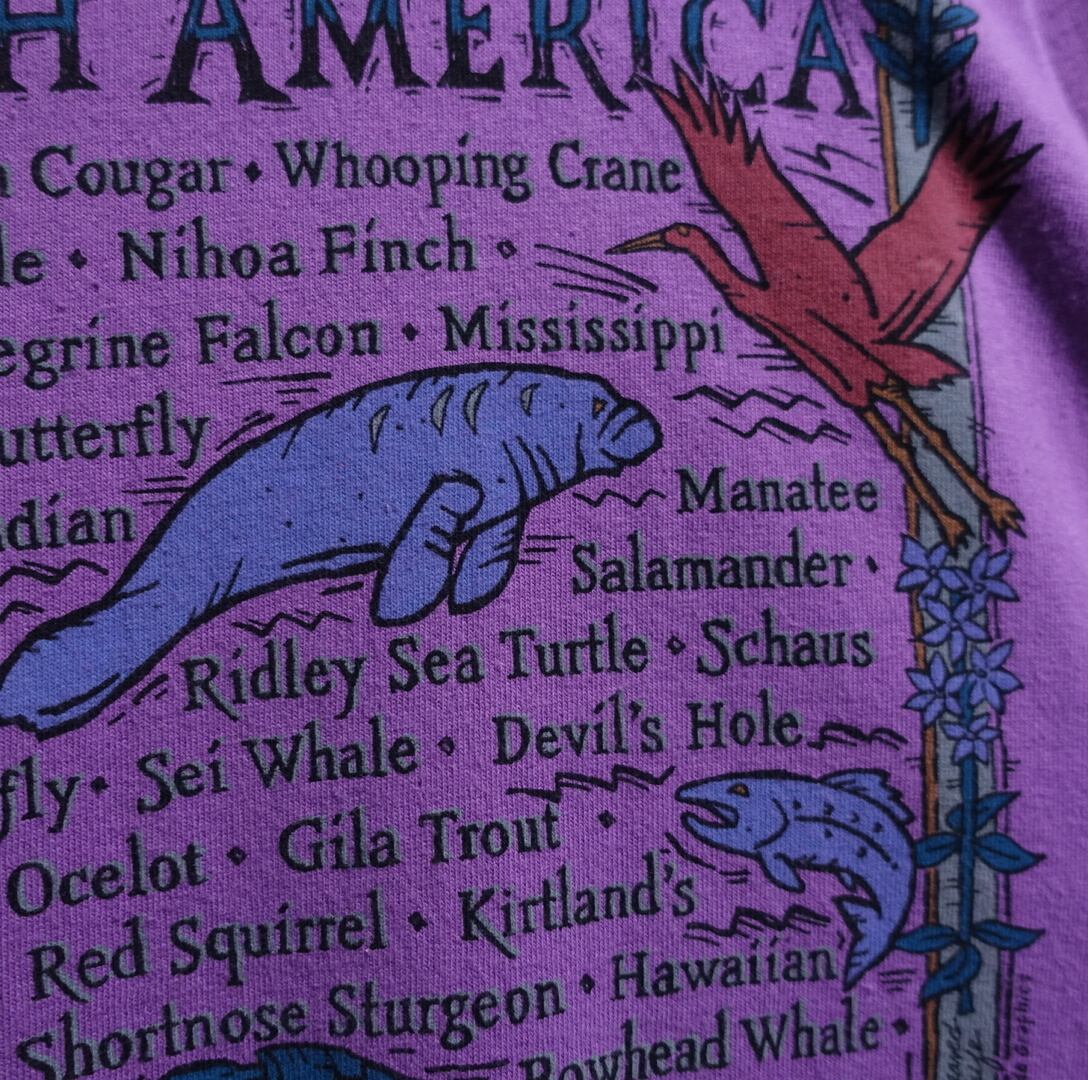 H AMERICA
Cougar • Whooping Crane
le • Nihoa Finch •
egrine Falcon • Mississippi
utterfly
dian
Manatee
Salamander •
Ridley Sea Turtle • Schaus
fly • Sei Whale • Devil's Hole
Ocelot • Gila Trout •
Red Squirrel • Kirtland's
Shortnose Sturgeon • Hawaiian
Bowhead Whale •